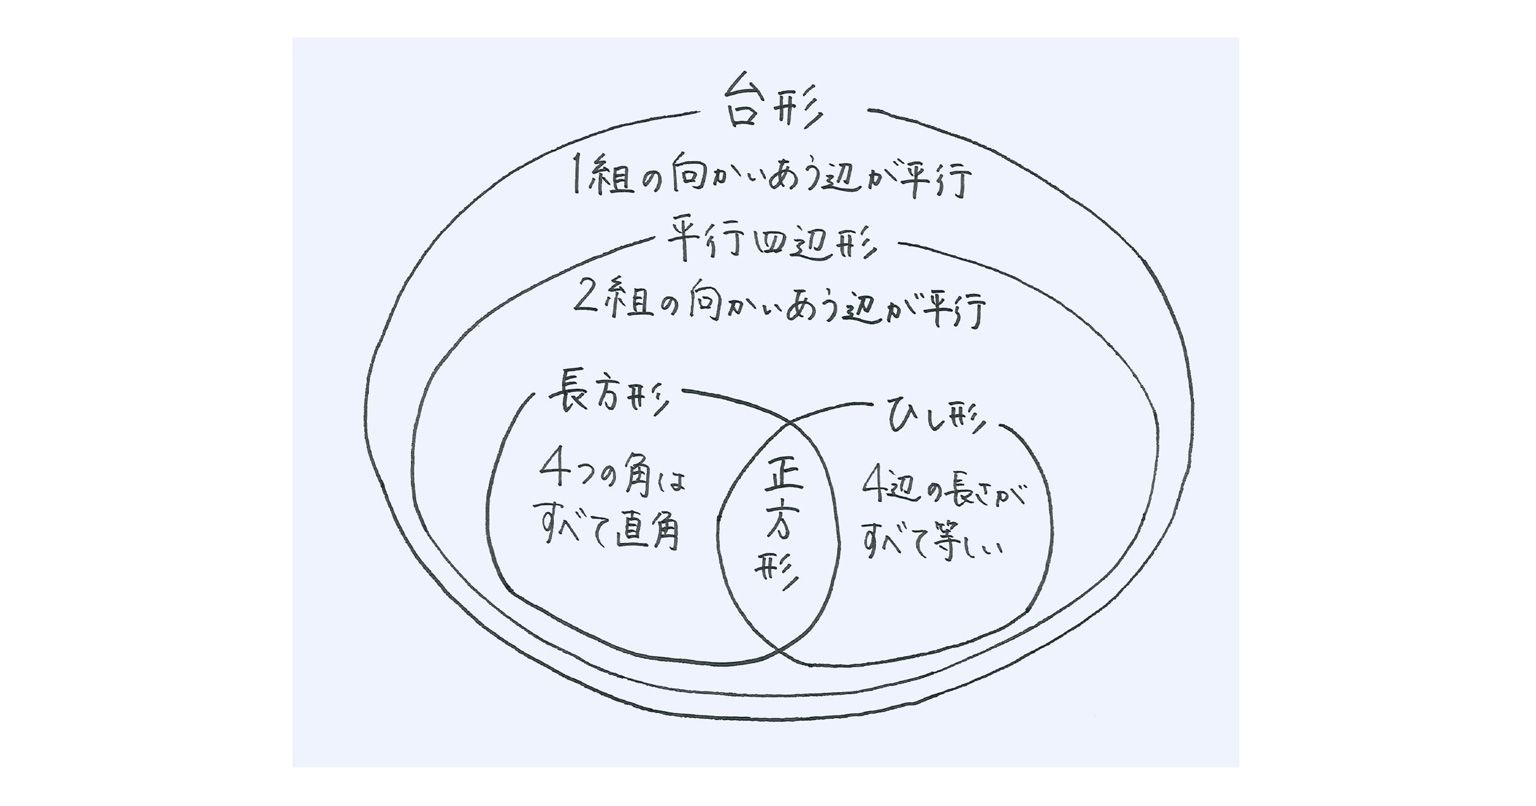 台形
1組の向かいあう辺が平行
平行四辺形
2組の向かいあう辺が平行
長方形
4つの角は
すべて直角
正方形
ひし形
4辺の長さが
すべて等しい